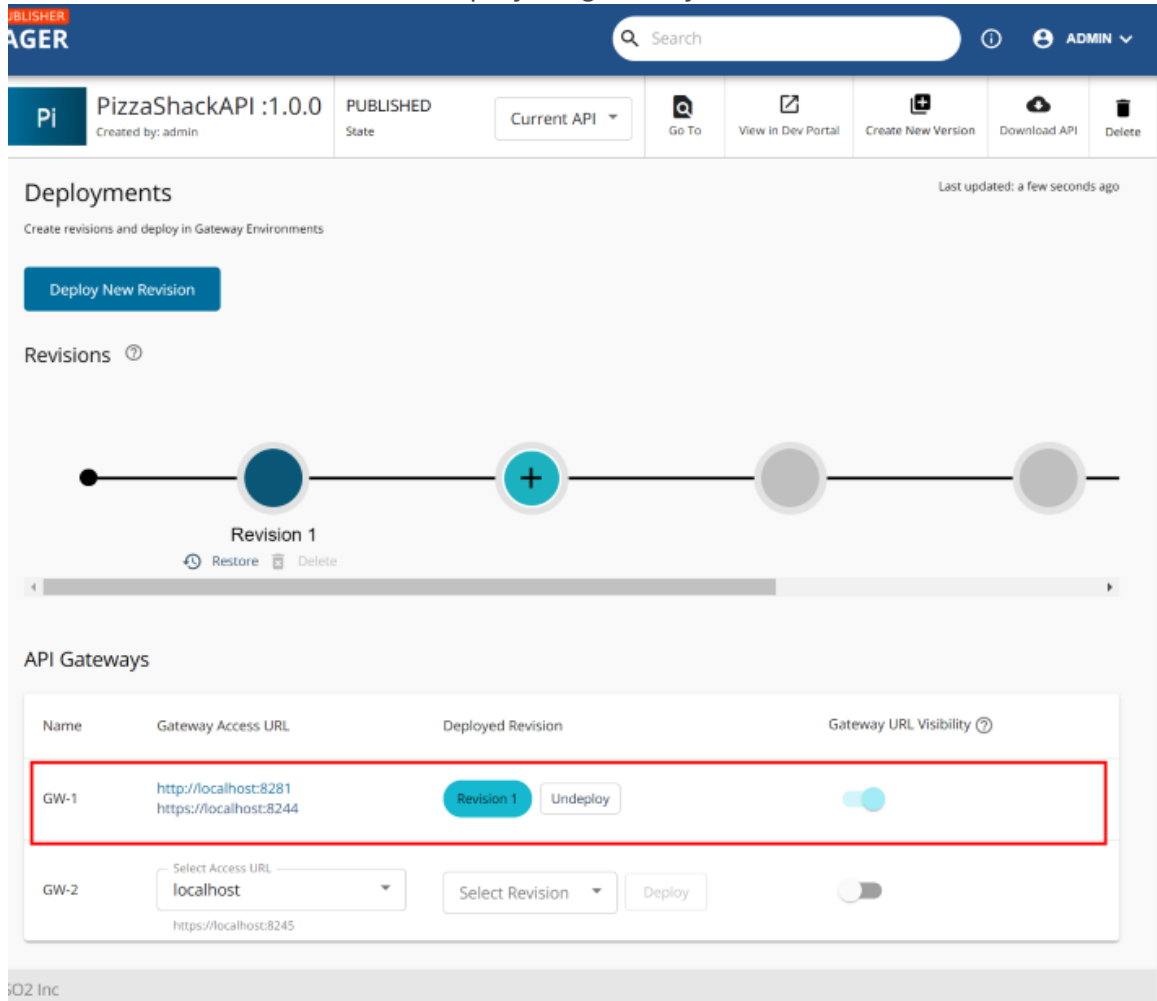 PUBLISHER
AGER
Search
ADMIN
Pi
PizzaShackAPI :1.0.0
Created by: admin
PUBLISHED
State
Current API
Go To
View in Dev Portal
Create New Version
Download API
Delete
Deployments
Last updated: a few seconds ago
Create revisions and deploy in Gateway Environments
Deploy New Revision
Revisions
Revision 1
Restore Delete
API Gateways
Name Gateway Access URL Deployed Revision Gateway URL Visibility
GW-1
http://localhost:8281
https://localhost:8244
Revision 1
Undeploy
GW-2
Select Access URL
localhost
https://localhost:8245
Select Revision
Deploy
SO2 Inc